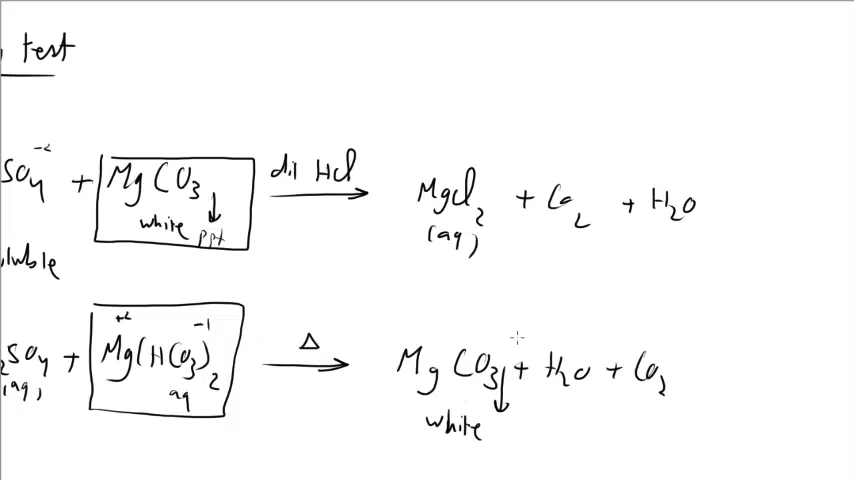 test
SO₄⁻² + MgCO₃ ↓ dil HCl → MgCl₂ + CO₂ + H₂O
white ppt (aq)
luble
₂SO₄ + Mg⁺²(HCO₃)₂⁻¹ Δ → MgCO₃ ↓ + H₂O + CO₂
(aq) aq white